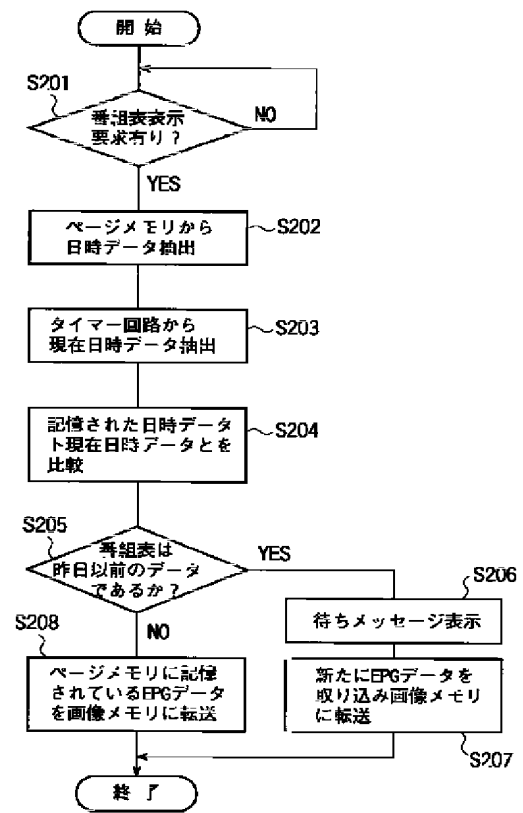 開始
S201
番組表表示
要求有り？
NO
YES
ページメモリから
日時データ抽出
S202
タイマー回路から
現在日時データ抽出
S203
記憶された日時データ
ト現在日時データとを
比較
S204
S205
番組表は
昨日以前のデータ
であるか？
YES
NO
S206
待ちメッセージ表示
S208
ページメモリに記憶
されているEPGデータ
を画像メモリに転送
新たにEPGデータを
取り込み画像メモリ
に転送
S207
終了